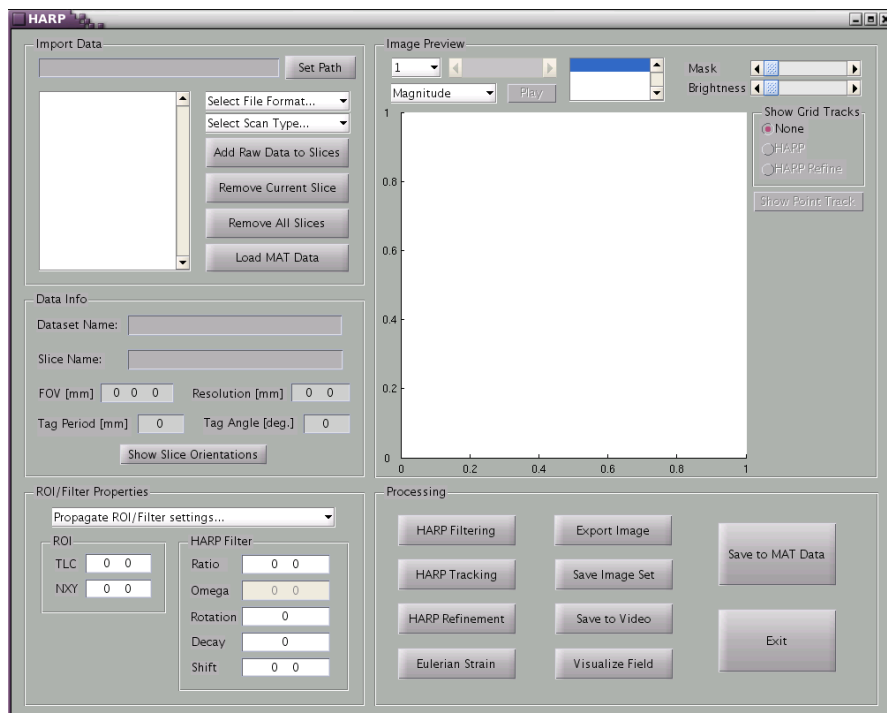 HARP
Import Data
Set Path
Select File Format...
Select Scan Type...
Add Raw Data to Slices
Remove Current Slice
Remove All Slices
Load MAT Data
Data Info
Dataset Name:
Slice Name:
FOV [mm] 0 0 0 Resolution [mm] 0 0
Tag Period [mm] 0 Tag Angle [deg.] 0
Show Slice Orientations
ROI/Filter Properties
Propagate ROI/Filter settings...
ROI
TLC 0 0
NXY 0 0
HARP Filter
Ratio 0 0
Omega 0 0
Rotation 0
Decay 0
Shift 0 0
Image Preview
1
Magnitude Play
Mask
Brightness
Show Grid Tracks
None
HARP
HARP Refine
Show Point Track
1
0.8
0.6
0.4
0.2
0
0 0.2 0.4 0.6 0.8 1
Processing
HARP Filtering Export Image
HARP Tracking Save Image Set
HARP Refinement Save to Video
Eulerian Strain Visualize Field
Save to MAT Data
Exit